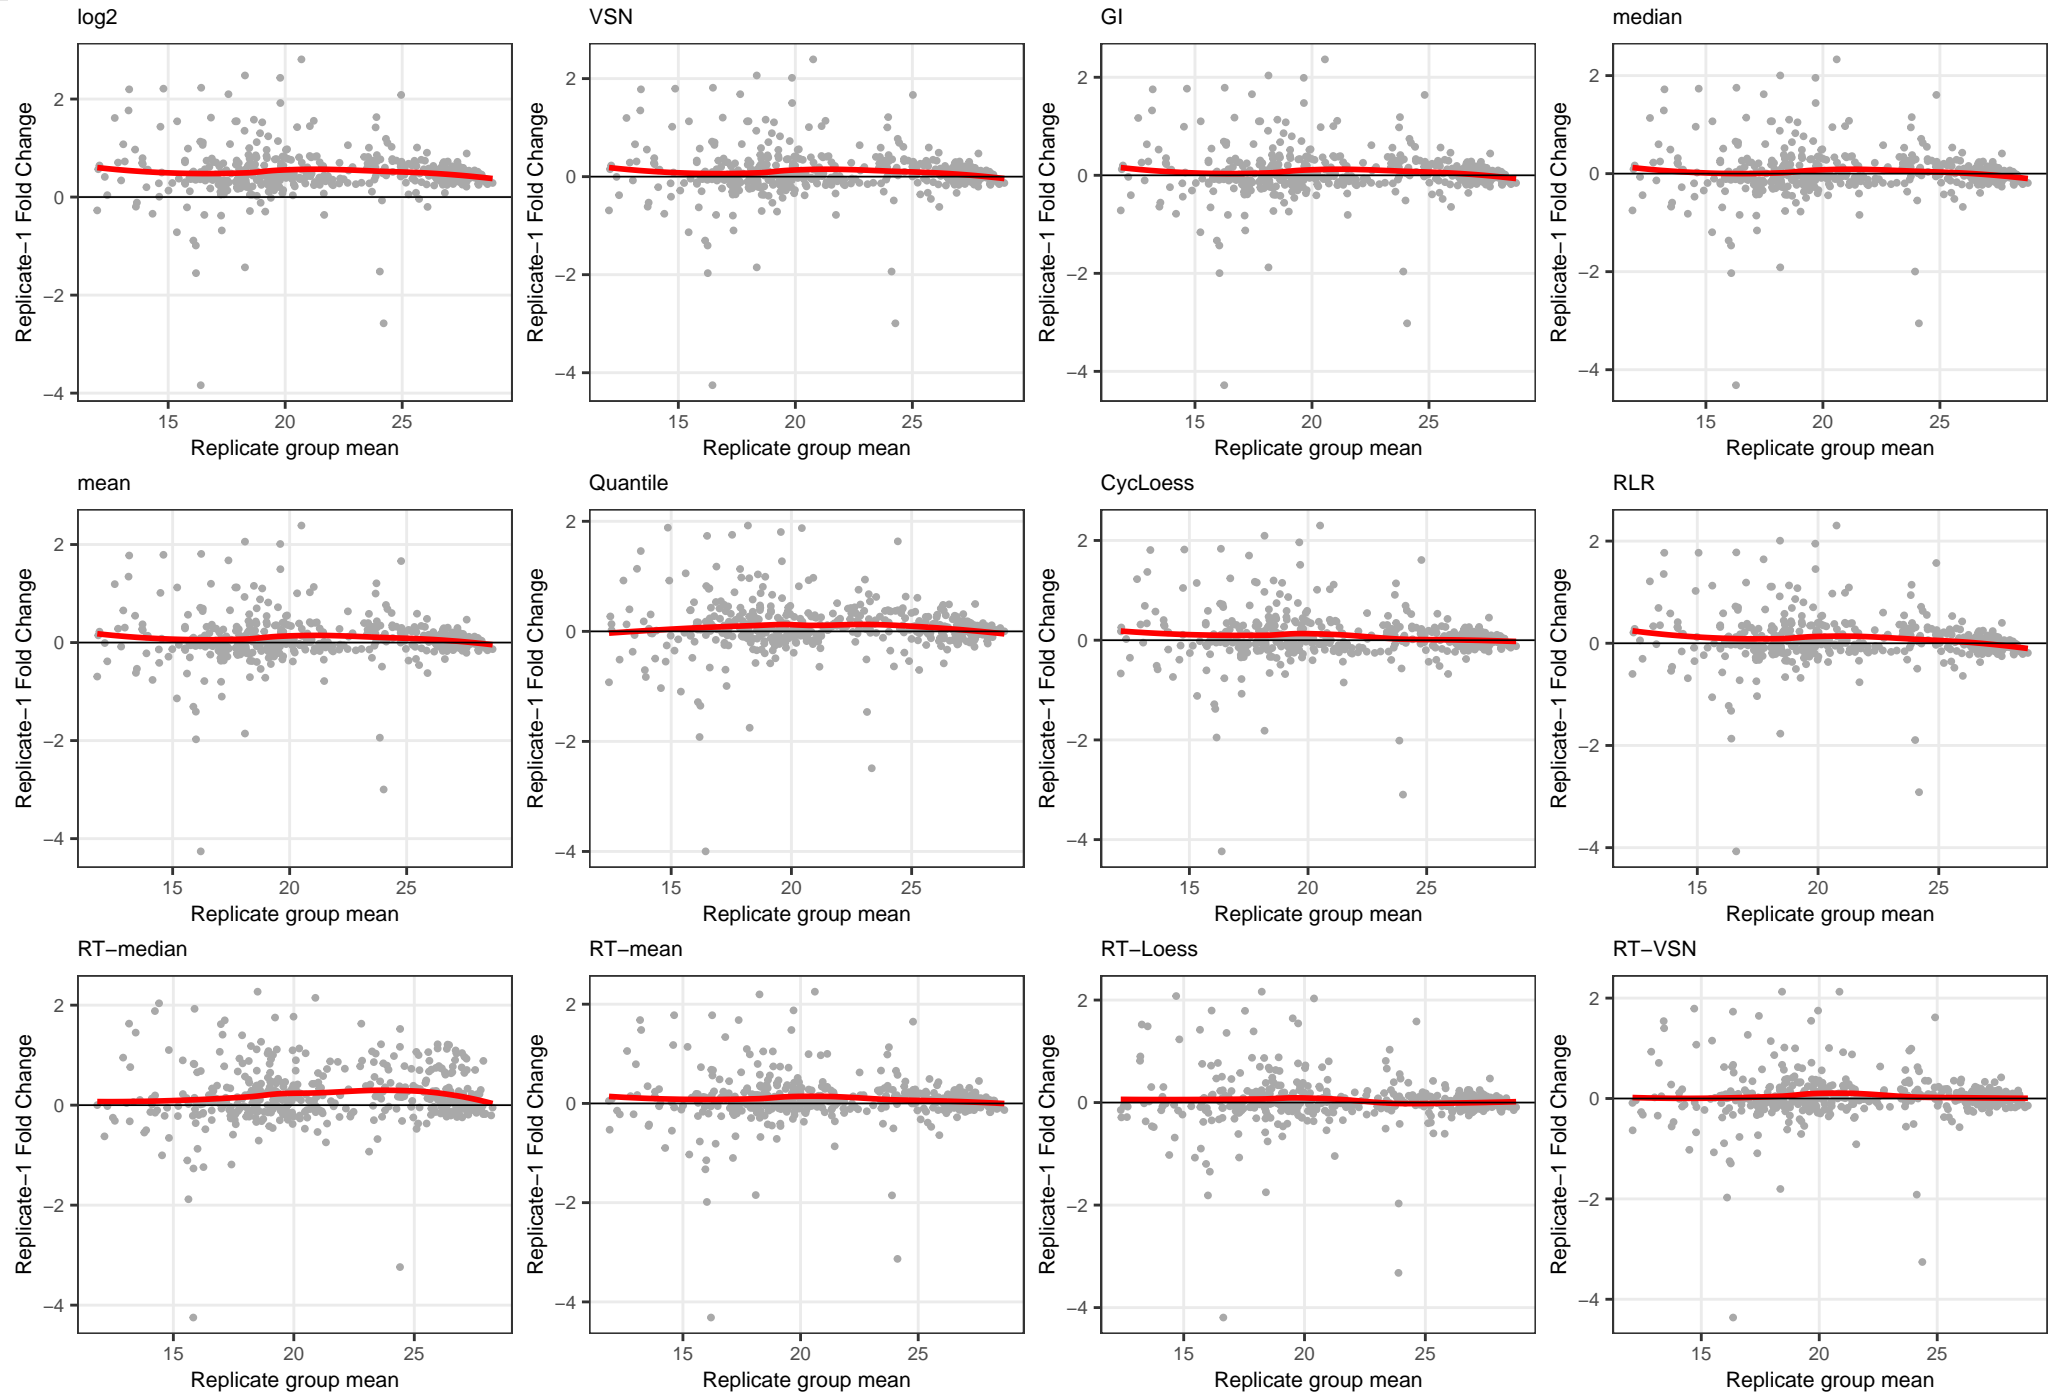 log2
VSN
GI
median
Replicate−1 Fold Change
2
0
−2
−4
15
20
25
Replicate group mean
Replicate−1 Fold Change
2
0
−2
−4
15
20
25
Replicate group mean
Replicate−1 Fold Change
2
0
−2
−4
15
20
25
Replicate group mean
Replicate−1 Fold Change
2
0
−2
−4
15
20
25
Replicate group mean
mean
Quantile
CycLoess
RLR
Replicate−1 Fold Change
2
0
−2
−4
15
20
25
Replicate group mean
Replicate−1 Fold Change
2
0
−2
−4
15
20
25
Replicate group mean
Replicate−1 Fold Change
2
0
−2
−4
15
20
25
Replicate group mean
Replicate−1 Fold Change
2
0
−2
−4
15
20
25
Replicate group mean
RT−median
RT−mean
RT−Loess
RT−VSN
Replicate−1 Fold Change
2
0
−2
−4
15
20
25
Replicate group mean
Replicate−1 Fold Change
2
0
−2
−4
15
20
25
Replicate group mean
Replicate−1 Fold Change
2
0
−2
−4
15
20
25
Replicate group mean
Replicate−1 Fold Change
2
0
−2
−4
15
20
25
Replicate group mean